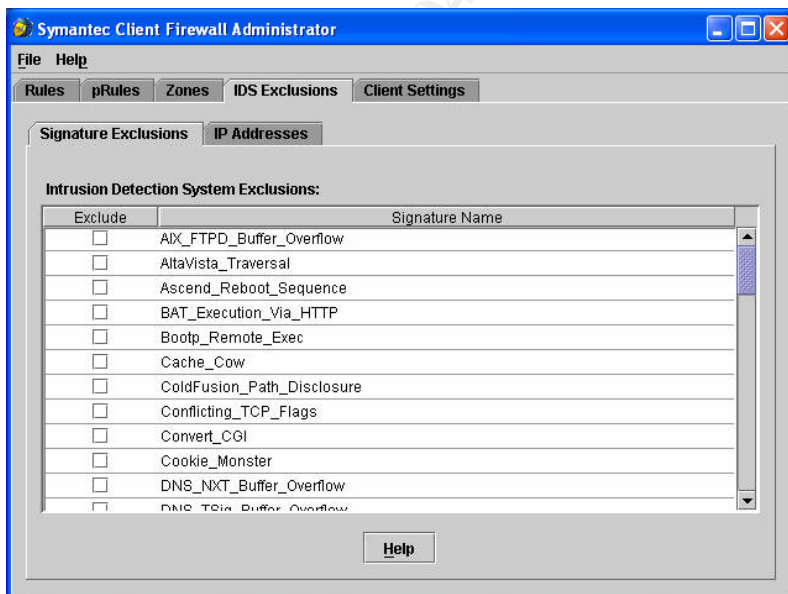 Symantec Client Firewall Administrator
File Help
Rules pRules Zones IDS Exclusions Client Settings
Signature Exclusions IP Addresses
Intrusion Detection System Exclusions:
Exclude Signature Name
AIX_FTPD_Buffer_Overflow
AltaVista_Traversal
Ascend_Reboot_Sequence
BAT_Execution_Via_HTTP
Bootp_Remote_Exec
Cache_Cow
ColdFusion_Path_Disclosure
Conflicting_TCP_Flags
Convert_CGI
Cookie_Monster
DNS_NXT_Buffer_Overflow
DNS_TSig_Buffer_Overflow
Help